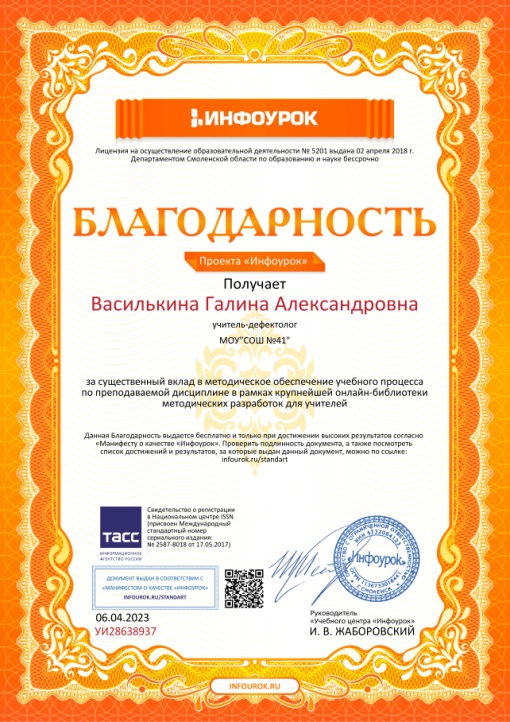 ИНФОУРОК
Лицензия на осуществление образовательной деятельности № 5201 выдана 02 апреля 2018 г.
Департаментом Смоленской области по образованию и науке бессрочно
БЛАГОДАРНОСТЬ
Проекта «Инфоурок»
Получает
Василькина Галина Александровна
учитель-дефектолог
МОУ"СОШ №41"
за существенный вклад в методическое обеспечение учебного процесса
по преподаваемой дисциплине в рамках крупнейшей онлайн-библиотеки
методических разработок для учителей
Данная Благодарность выдается бесплатно и только при достижении высоких результатов согласно
«Манифесту о качестве «Инфоурок». Проверить подлинность документа, а также посмотреть
список достижений и результатов, за которые выдан данный документ, можно по ссылке:
infourok.ru/standart
ТАСС
ИНФОРМАЦИОННОЕ
АГЕНТСТВО РОССИИ
Свидетельство о регистрации
в Национальном центре ISSN
(присвоен Международный
стандартный номер
сериального издания:
№ 2587-8018 от 17.05.2017)
ДОКУМЕНТ ВЫДАН В СООТВЕТСТВИИ С
«МАНИФЕСТОМ О КАЧЕСТВЕ «ИНФОУРОК»
INFOUROK.RU/STANDART
06.04.2023
УИ28638937
«Инфоурок»
Г.СМОЛЕНСК
Руководитель
«Учебного центра «Инфоурок»
И. В. ЖАБОРОВСКИЙ
INFOUROK.RU